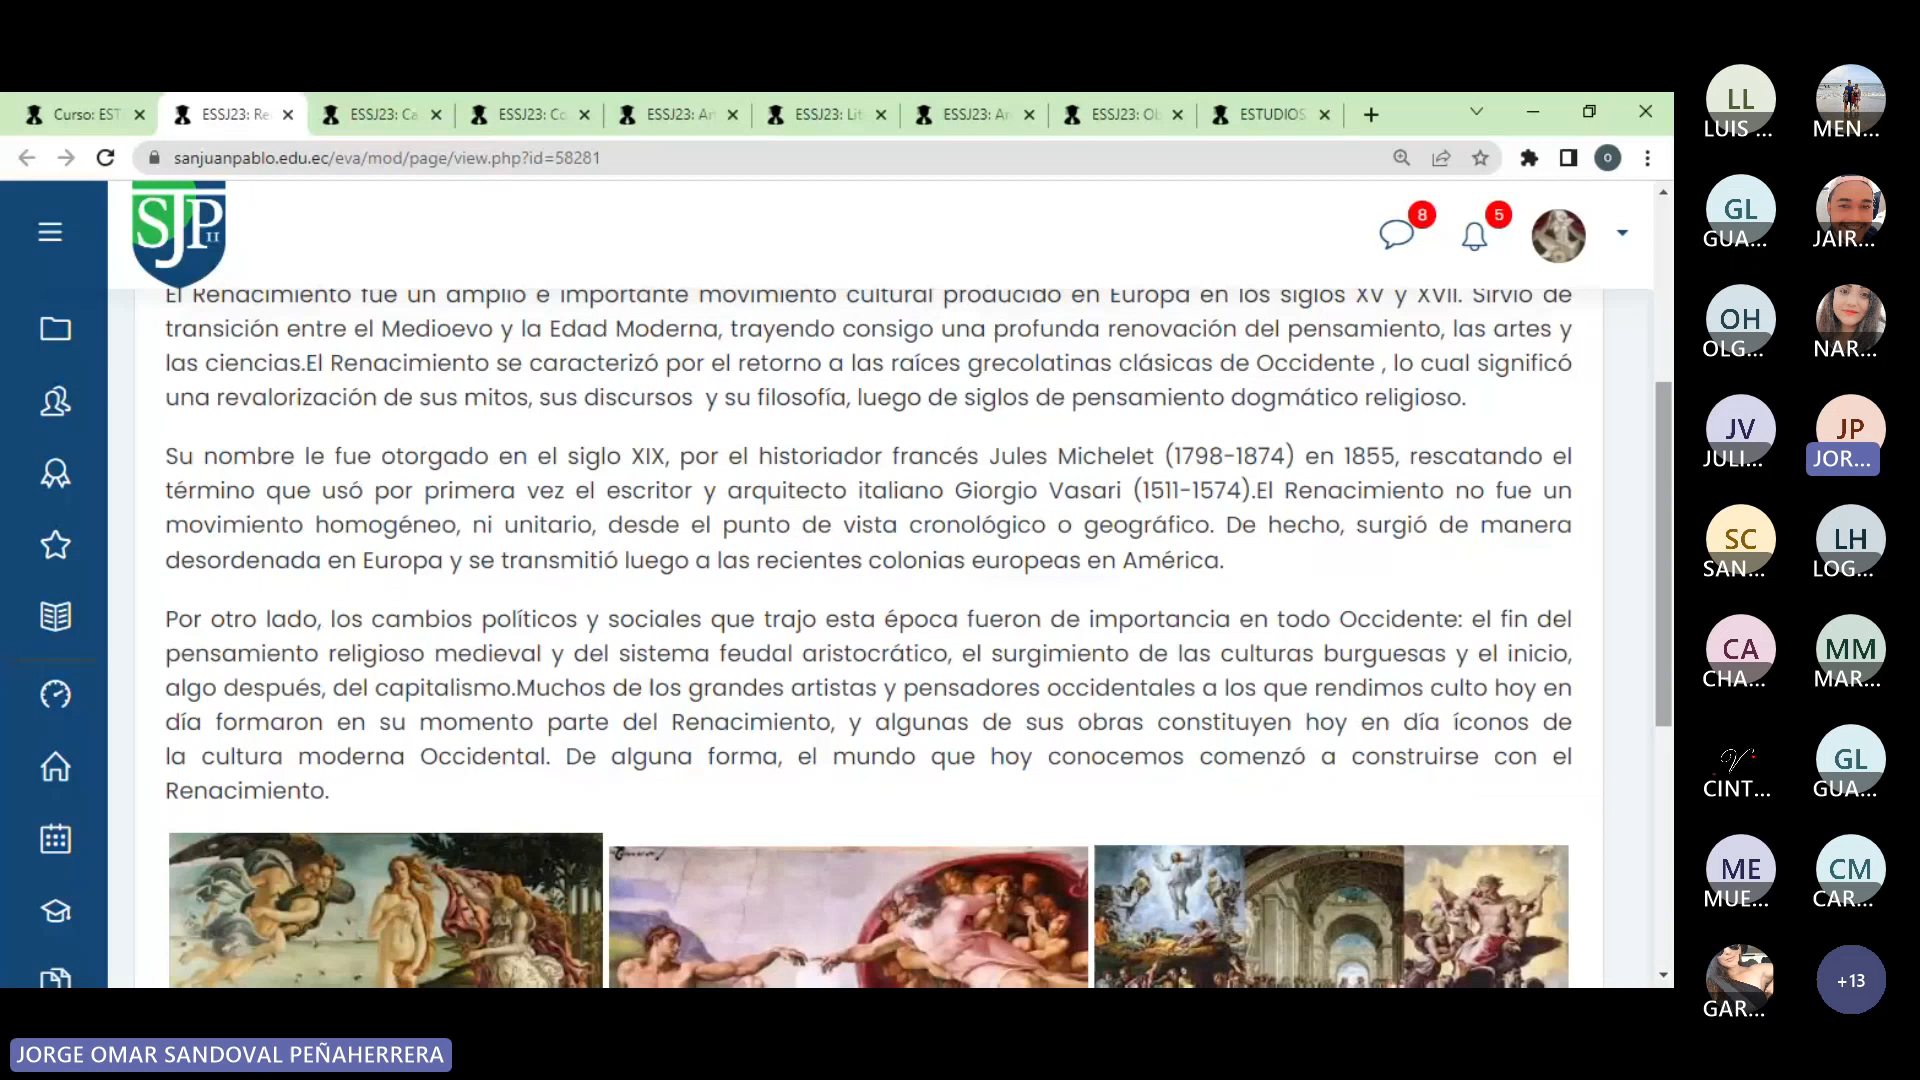 Curso: EST
ESSJ23: Re
ESSJ23: Ca
ESSJ23: Co
ESSJ23: Ar
ESSJ23: Lit
ESSJ23: Ar
ESSJ23: Ob
ESTUDIOS
sanjuanpablo.edu.ec/eva/mod/page/view.php?id=58281
O
SJP
II
8
5
El Renacimiento fue un amplio e importante movimiento cultural producido en Europa en los siglos XV y XVII. Sirvió de
transición entre el Medioevo y la Edad Moderna, trayendo consigo una profunda renovación del pensamiento, las artes y
las ciencias.El Renacimiento se caracterizó por el retorno a las raíces grecolatinas clásicas de Occidente , lo cual significó
una revalorización de sus mitos, sus discursos y su filosofía, luego de siglos de pensamiento dogmático religioso.
Su nombre le fue otorgado en el siglo XIX, por el historiador francés Jules Michelet (1798-1874) en 1855, rescatando el
término que usó por primera vez el escritor y arquitecto italiano Giorgio Vasari (1511-1574).El Renacimiento no fue un
movimiento homogéneo, ni unitario, desde el punto de vista cronológico o geográfico. De hecho, surgió de manera
desordenada en Europa y se transmitió luego a las recientes colonias europeas en América.
Por otro lado, los cambios políticos y sociales que trajo esta época fueron de importancia en todo Occidente: el fin del
pensamiento religioso medieval y del sistema feudal aristocrático, el surgimiento de las culturas burguesas y el inicio,
algo después, del capitalismo.Muchos de los grandes artistas y pensadores occidentales a los que rendimos culto hoy en
día formaron en su momento parte del Renacimiento, y algunas de sus obras constituyen hoy en día íconos de
la cultura moderna Occidental. De alguna forma, el mundo que hoy conocemos comenzó a construirse con el
Renacimiento.
LL
LUIS ...
MEN...
GL
GUA...
JAIR...
OH
OLG...
NAR...
JV
JULI...
JP
JOR...
SC
SAN...
LH
LOG...
CA
CHA...
MM
MAR...
V
CINT...
GL
GUA...
ME
MUE...
CM
CAR...
GAR...
+13
JORGE OMAR SANDOVAL PEÑAHERRERA